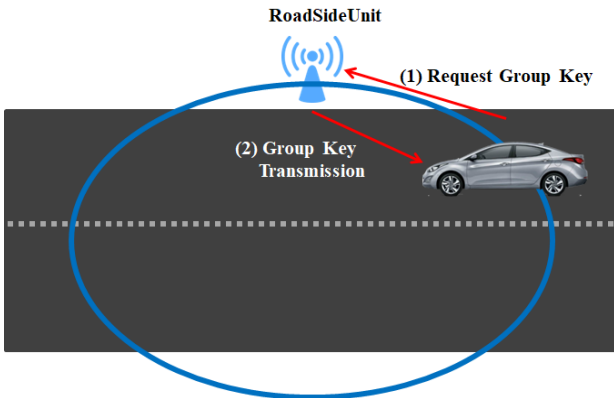 RoadSideUnit
(1) Request Group Key
(2) Group Key
Transmission